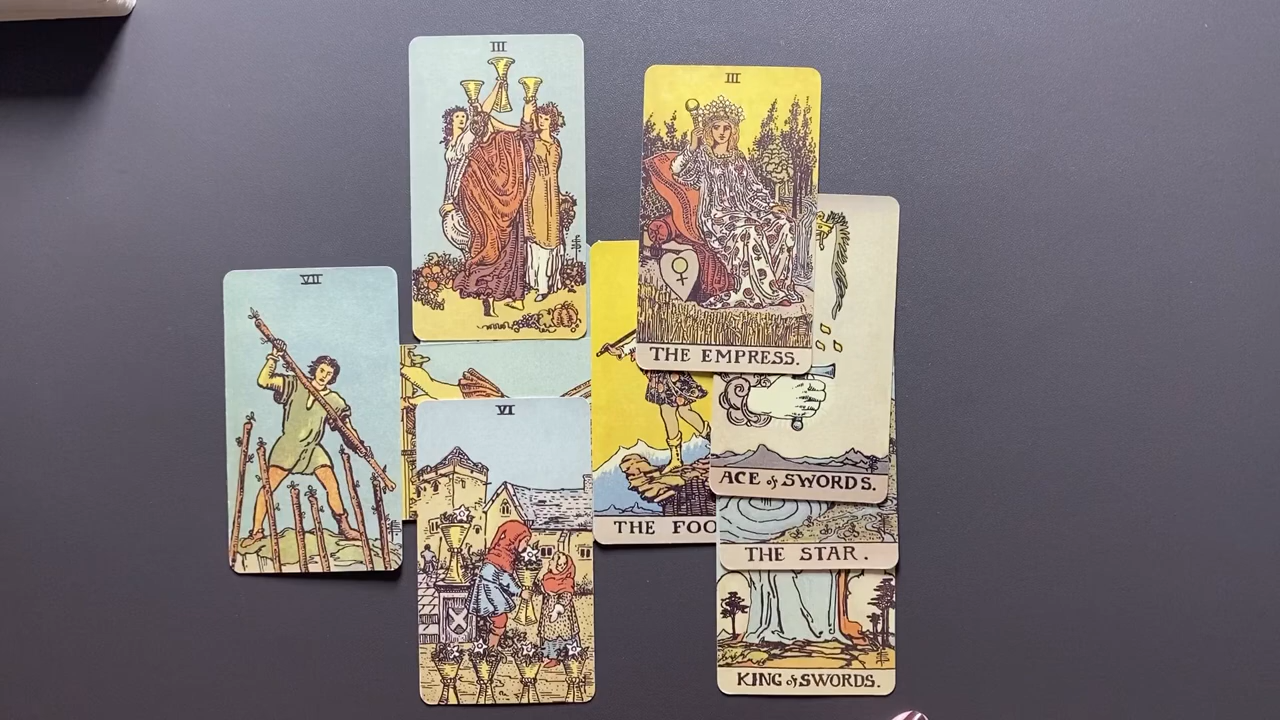 III
III
THE EMPRESS.
VII
VI
ACE of SWORDS.
THE FOO
THE STAR.
KING of SWORDS.